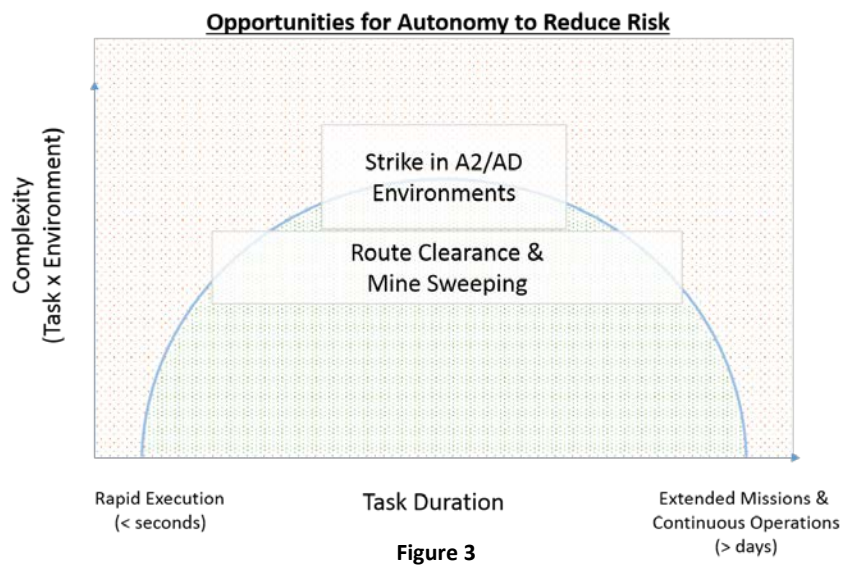 Opportunities for Autonomy to Reduce Risk
Complexity
(Task x Environment)
Strike in A2/AD
Environments
Route Clearance &
Mine Sweeping
Rapid Execution
(< seconds)
Task Duration
Extended Missions &
Continuous Operations
(> days)
Figure 3